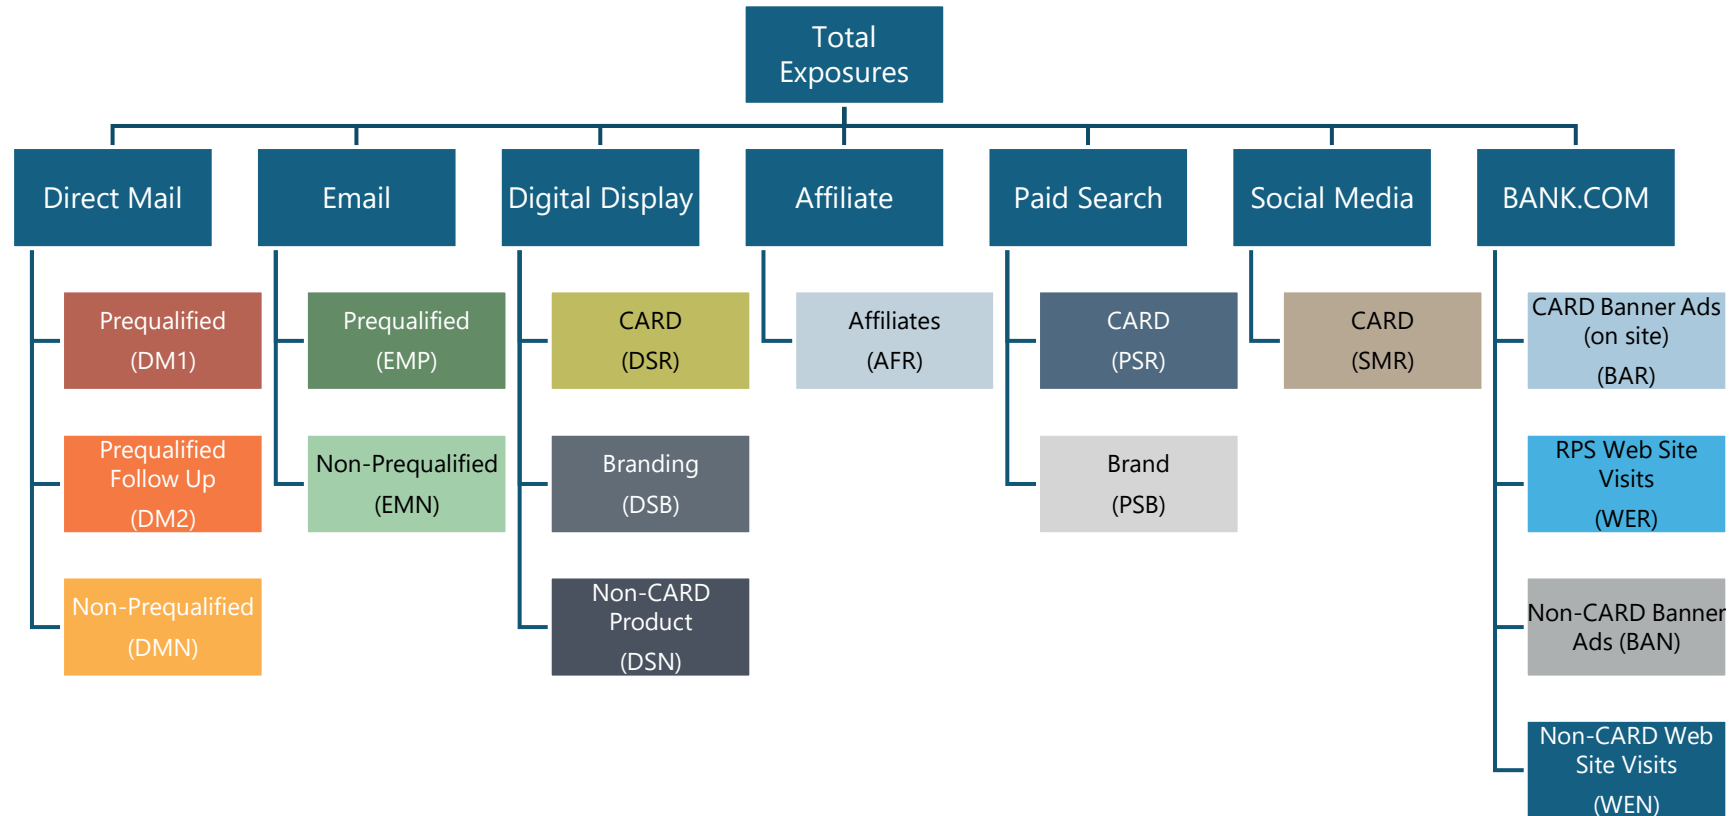 Total
Exposures
Direct Mail
Email
Digital Display
Affiliate
Paid Search
Social Media
BANK.COM
Prequalified
(DM1)
Prequalified
Follow Up
(DM2)
Non-Prequalified
(DMN)
Prequalified
(EMP)
Non-Prequalified
(EMN)
CARD
(DSR)
Branding
(DSB)
Non-CARD
Product
(DSN)
Affiliates
(AFR)
CARD
(PSR)
Brand
(PSB)
CARD
(SMR)
CARD Banner Ads
(on site)
(BAR)
RPS Web Site
Visits
(WER)
Non-CARD Banner
Ads (BAN)
Non-CARD Web
Site Visits
(WEN)